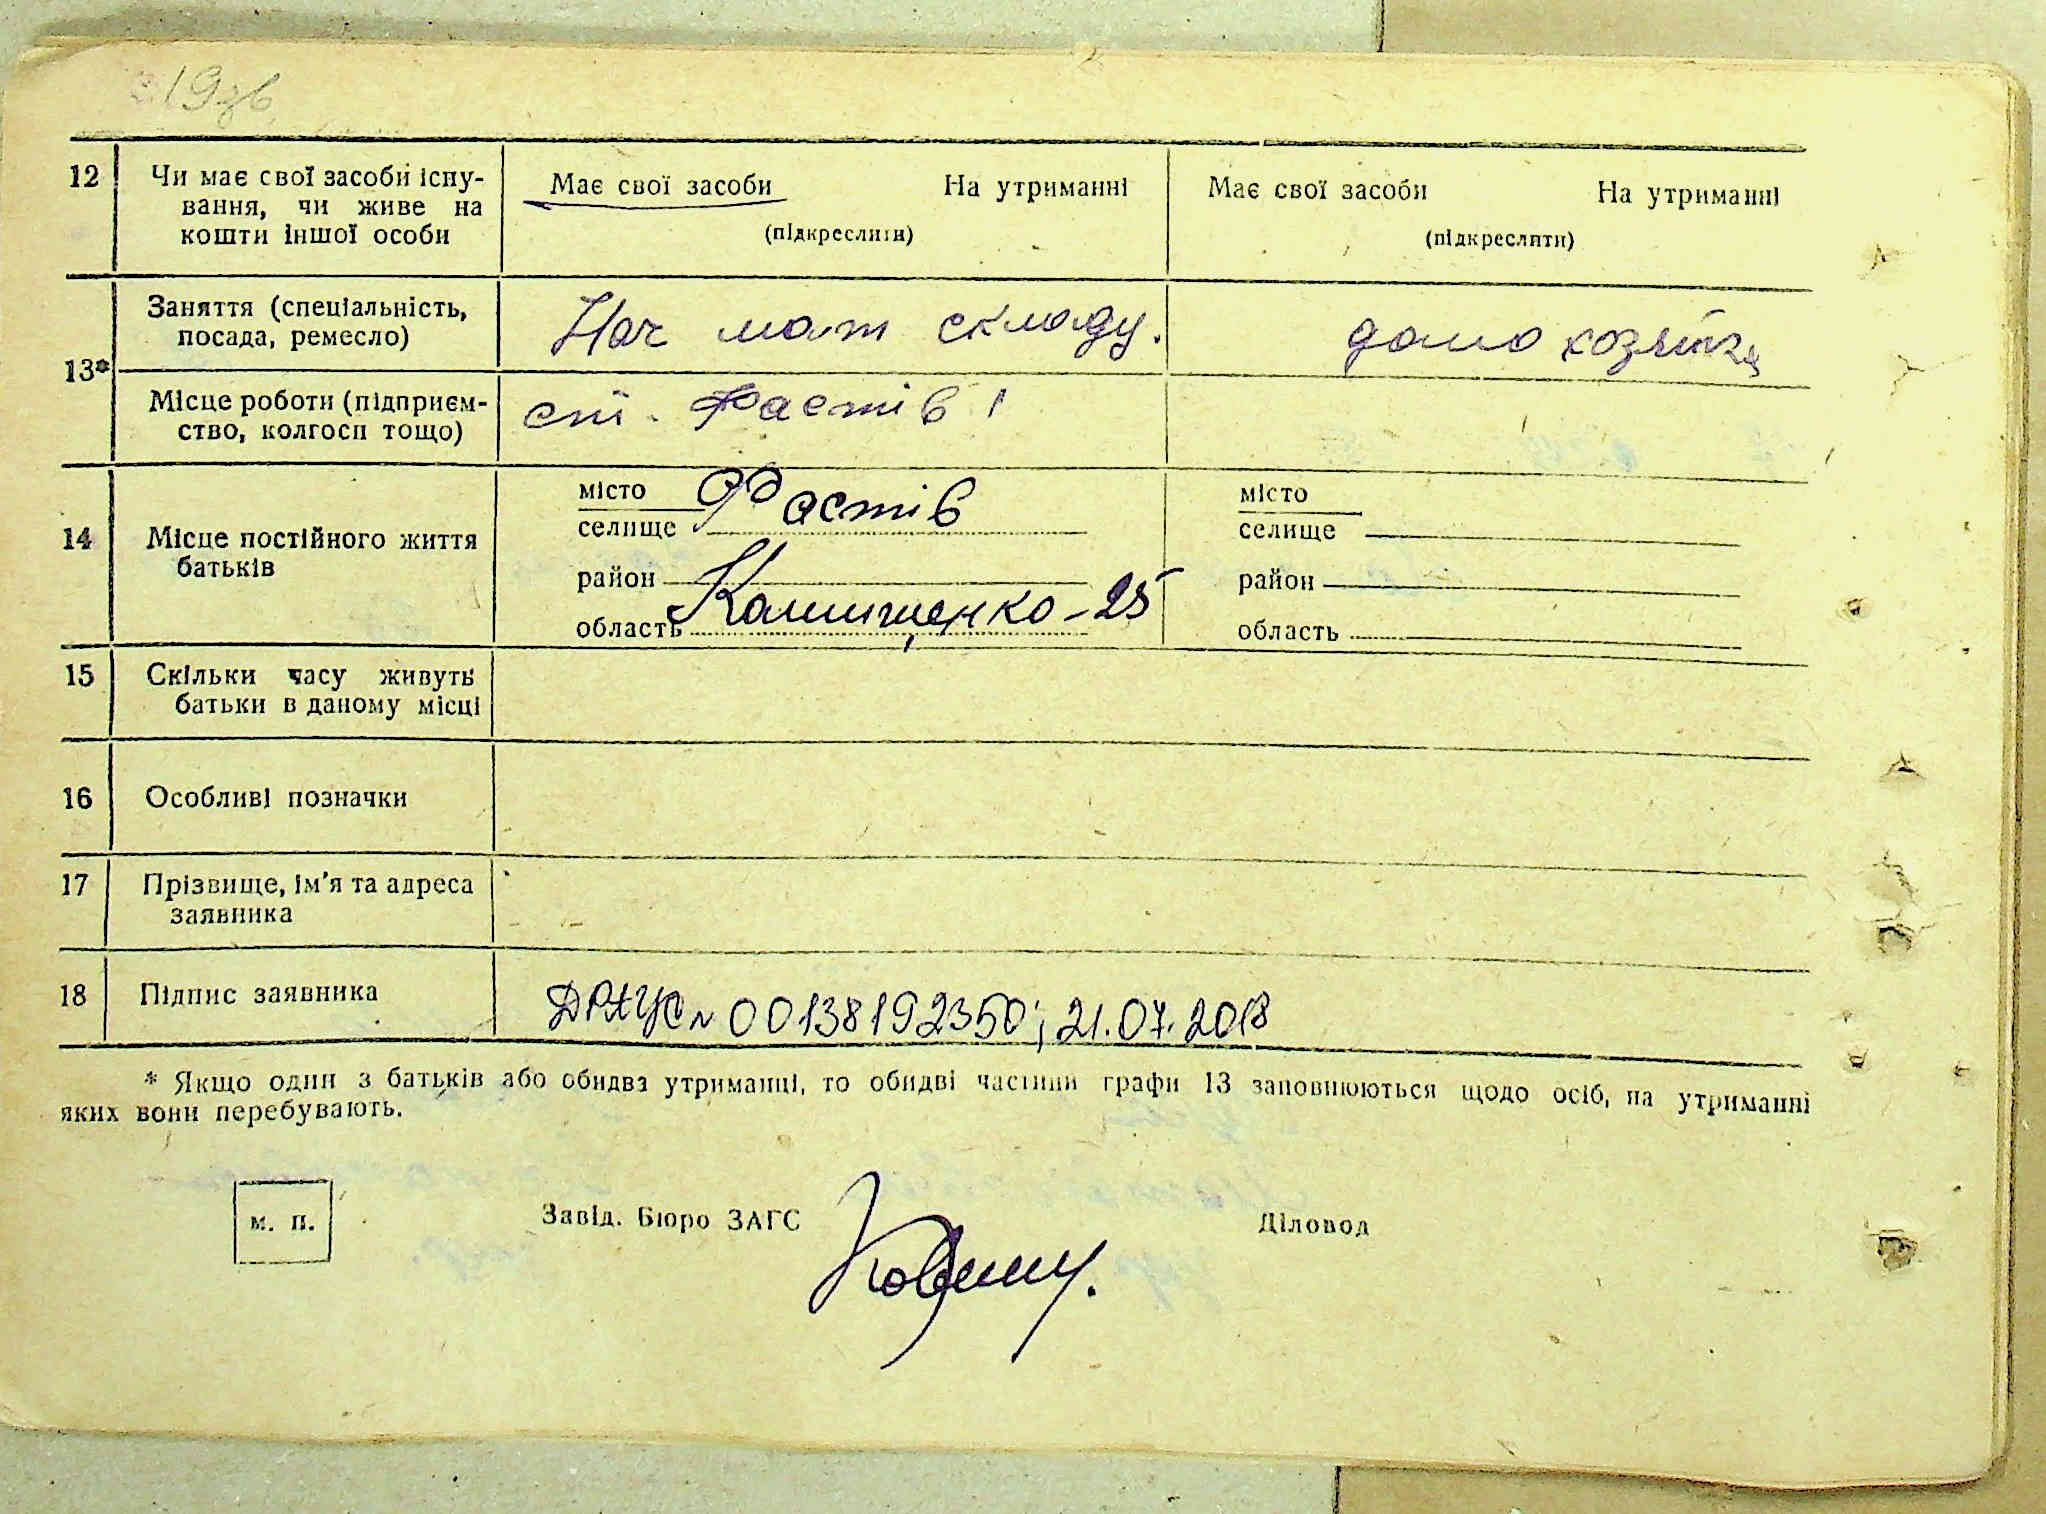 19зв
12 Чи має свої засоби існу- Має свої засоби На утриманні Має свої засоби На утриманні
вання, чи живе на (підкреслити) (підкреслити)
кошти іншої особи
13* Заняття (спеціальність, Нач мат складу. домохозяйка
посада, ремесло)
Місце роботи (підприєм- ст. Фастів 1
ство, колгосп тощо)
14 Місце постійного життя місто Фастів місто
батьків селище селище
район район
область область
15 Скільки часу живуть
батьки в даному місці
16 Особливі позначки
17 Прізвище, ім'я та адреса
заявника
18 Підпис заявника ДРАЦС № 00138192350; 21.07.2018
* Якщо один з батьків або обидва утриманці, то обидві частини графи 13 заповнюються щодо осіб, на утриманні
яких вони перебувають.
м. п. Завід. Бюро ЗАГС Діловод